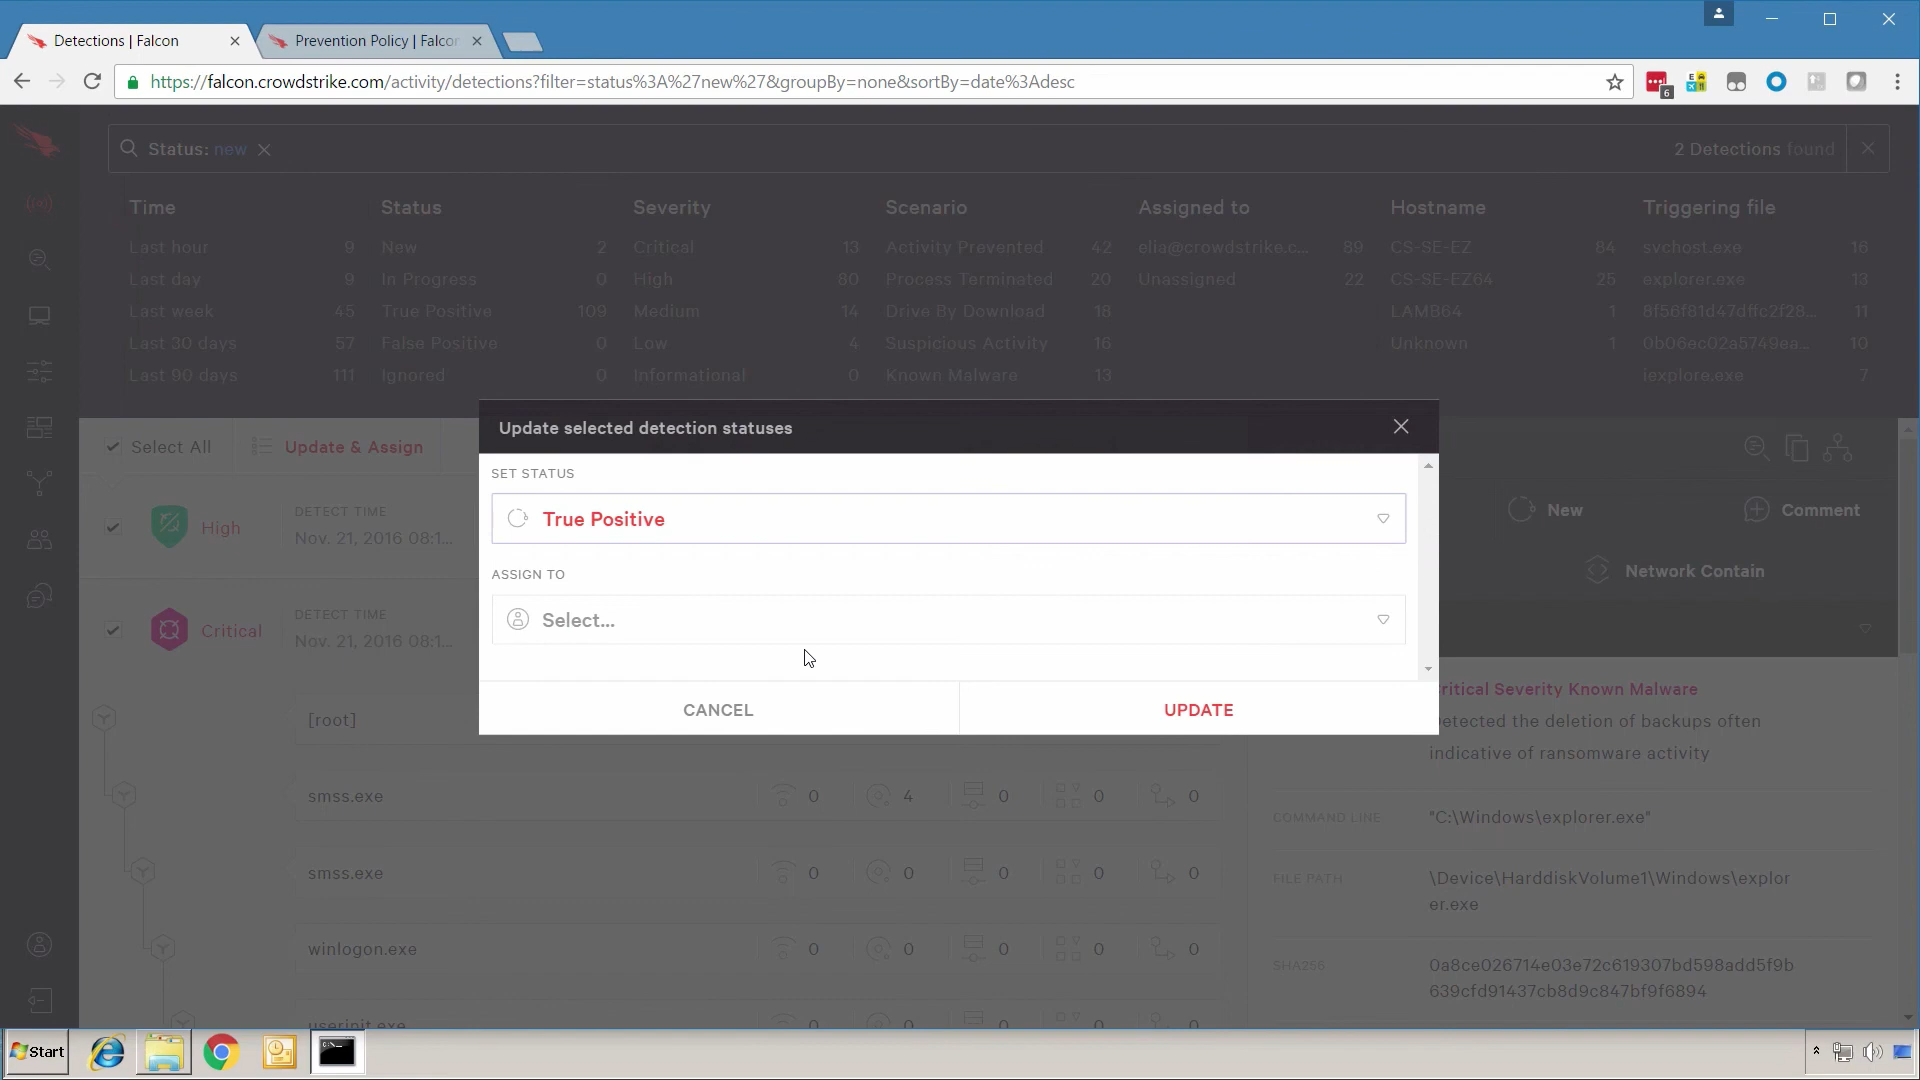 Detections | Falcon
Prevention Policy | Falcor
https://falcon.crowdstrike.com/activity/detections?filter=status%3A%27new%27&groupBy=none&sortBy=date%3Adesc
6
Status: new
2 Detections found
Time
Status
Severity
Scenario
Assigned to
Hostname
Triggering file
Last hour 9
New 2
Critical 13
Activity Prevented 42
elia@crowdstrike.c... 89
CS-SE-EZ 84
svchost.exe 16
Last day 9
In Progress 0
High 80
Process Terminated 20
Unassigned 22
CS-SE-EZ64 25
explorer.exe 13
Last week 45
True Positive 109
Medium 14
Drive By Download 18
LAMB64 1
8f56f81d47dffc2f28... 11
Last 30 days 57
False Positive 0
Low 4
Suspicious Activity 16
Unknown 1
0b06ec02a5749ea... 10
Last 90 days 111
Ignored 0
Informational 0
Known Malware 13
iexplore.exe 7
Select All
Update & Assign
High
DETECT TIME
Nov. 21, 2016 08:1...
Critical
DETECT TIME
Nov. 21, 2016 08:1...
Update selected detection statuses
SET STATUS
True Positive
ASSIGN TO
Select...
CANCEL
UPDATE
New
Comment
Network Contain
[root]
smss.exe 0 4 0 0 0
smss.exe 0 0 0 0 0
winlogon.exe 0 0 0 0 0
userinit.exe 0 0 0 0 0
ritical Severity Known Malware
etected the deletion of backups often
indicative of ransomware activity
COMMAND LINE
"C:\Windows\explorer.exe"
FILE PATH
\Device\HarddiskVolume1\Windows\explor
er.exe
SHA256
0a8ce026714e03e72c619307bd598add5f9b
639cfd91437cb8d9c847bf9f6894
Start